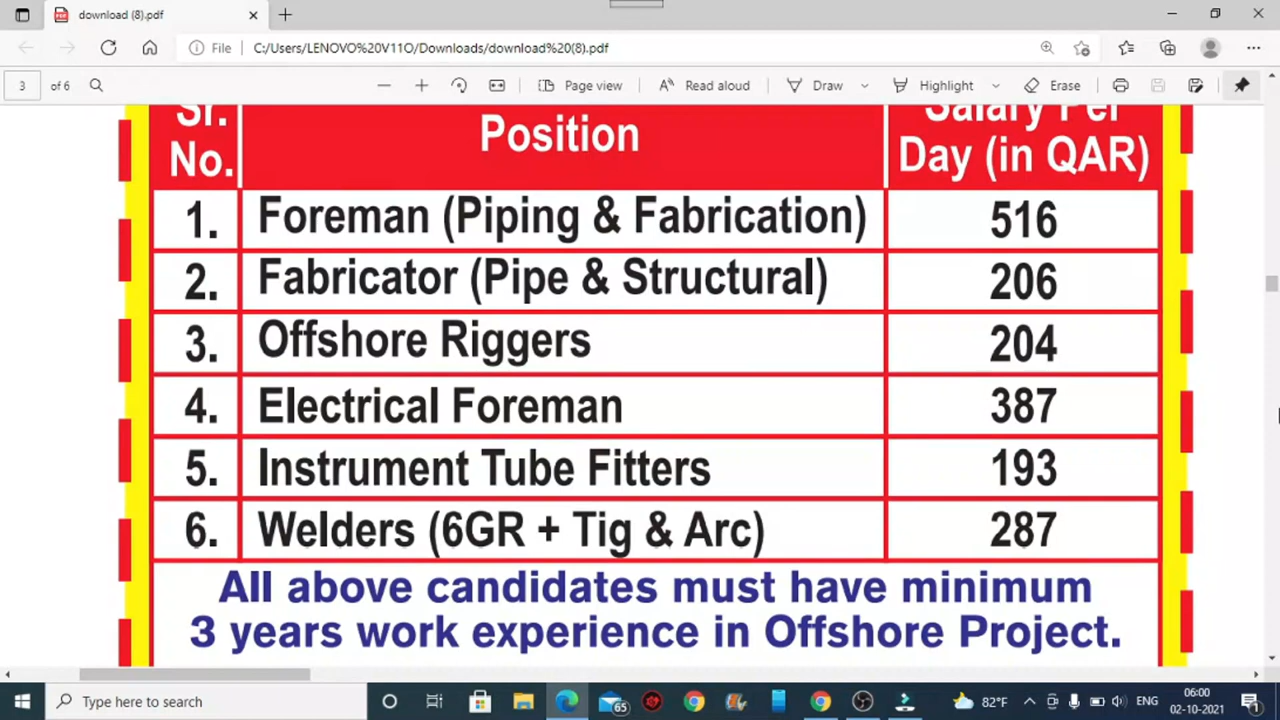 download (8).pdf
File C:/Users/LENOVO%20V11O/Downloads/download%20(8).pdf
3 of 6 Page view Read aloud Draw Highlight Erase
Sr. No. Position Salary Per Day (in QAR)
1. Foreman (Piping & Fabrication) 516
2. Fabricator (Pipe & Structural) 206
3. Offshore Riggers 204
4. Electrical Foreman 387
5. Instrument Tube Fitters 193
6. Welders (6GR + Tig & Arc) 287
All above candidates must have minimum
3 years work experience in Offshore Project.
Type here to search 65 82°F ENG 06:00
02-10-2021 1